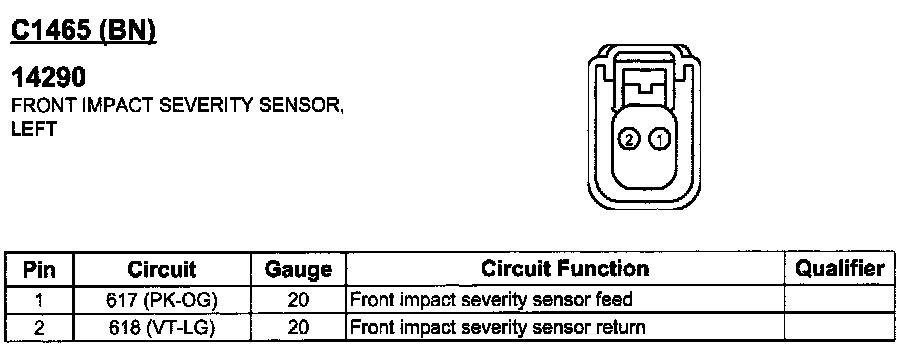 C1465 (BN)
14290
FRONT IMPACT SEVERITY SENSOR,
LEFT
2 1
Pin Circuit Gauge Circuit Function Qualifier
1 617 (PK-OG) 20 Front impact severity sensor feed
2 618 (VT-LG) 20 Front impact severity sensor return